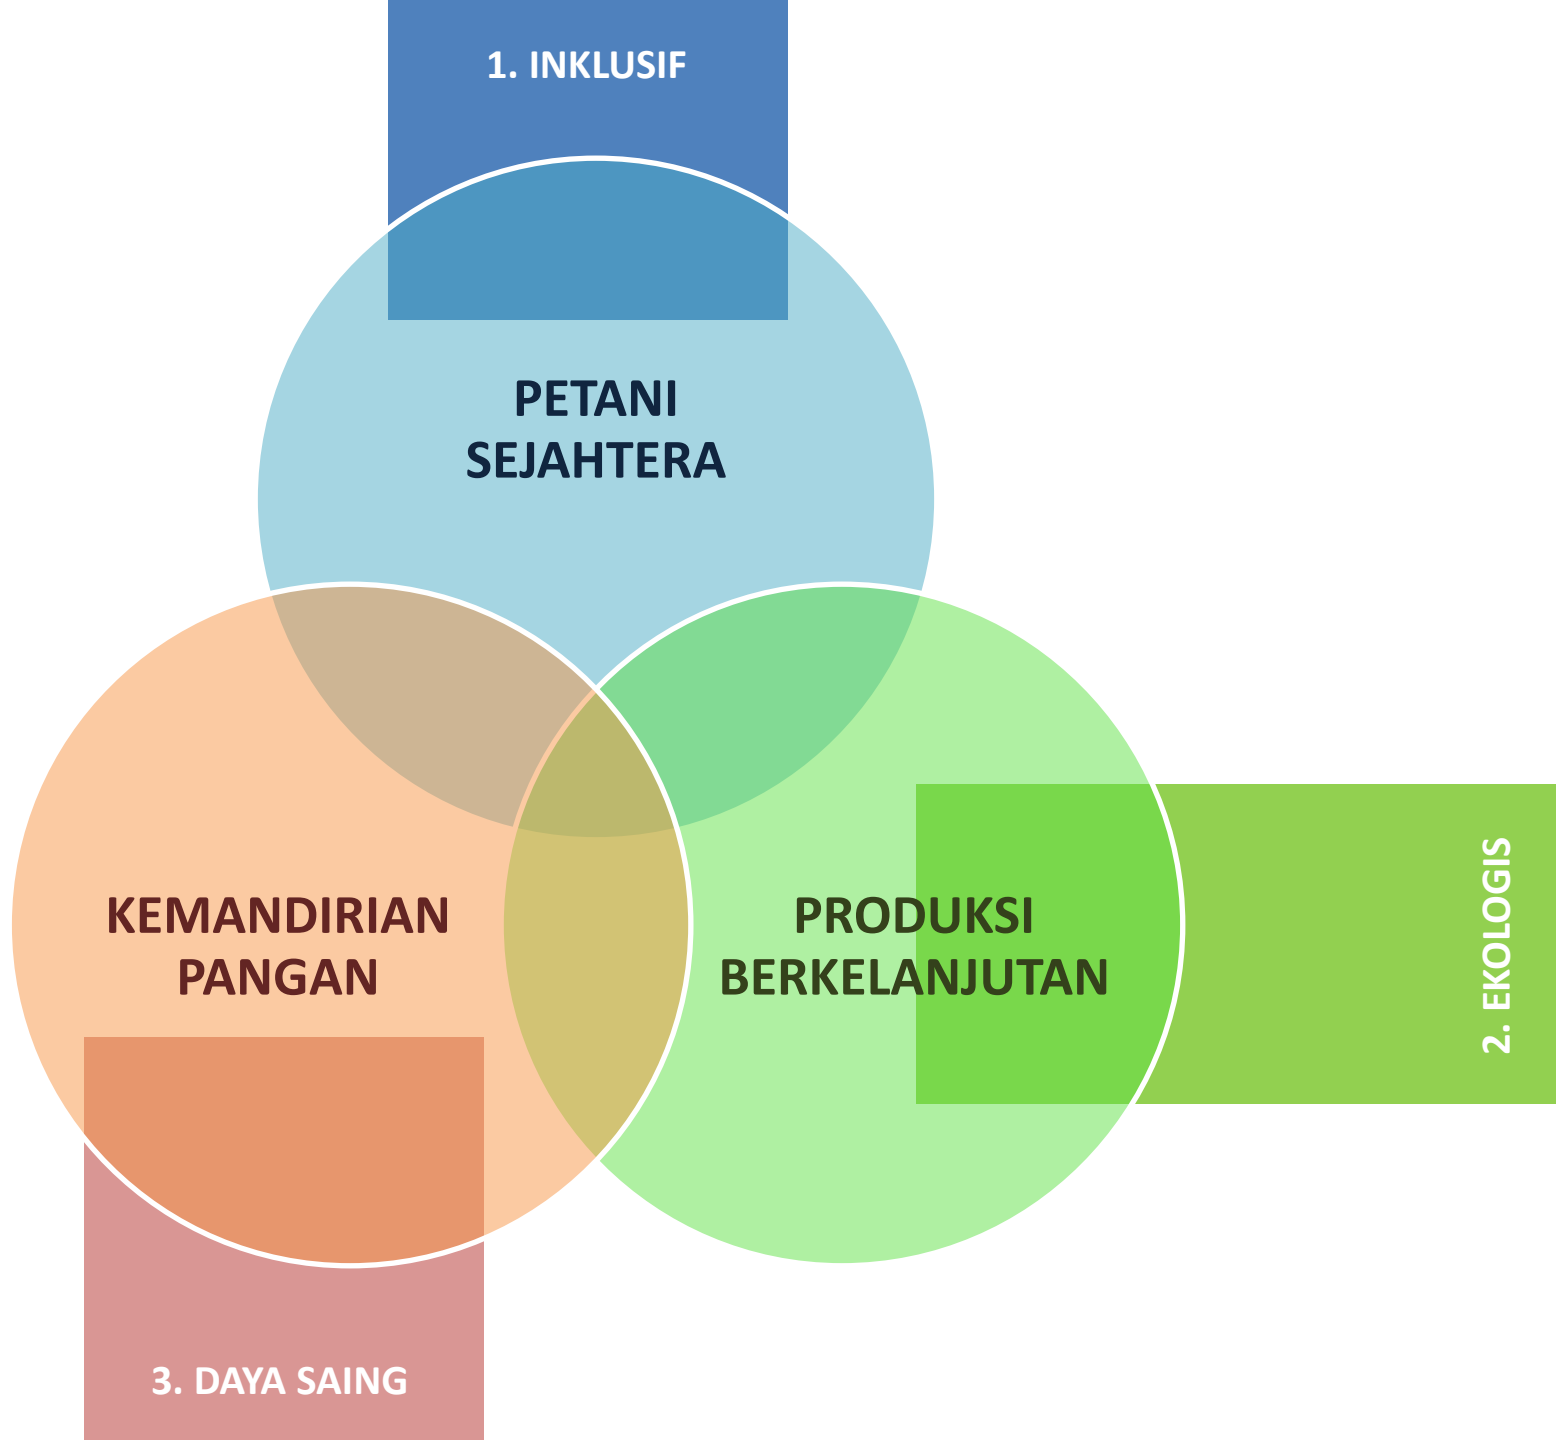 1. INKLUSIF
PETANI
SEJAHTERA
KEMANDIRIAN
PANGAN
PRODUKSI
BERKELANJUTAN
2. EKOLOGIS
3. DAYA SAING